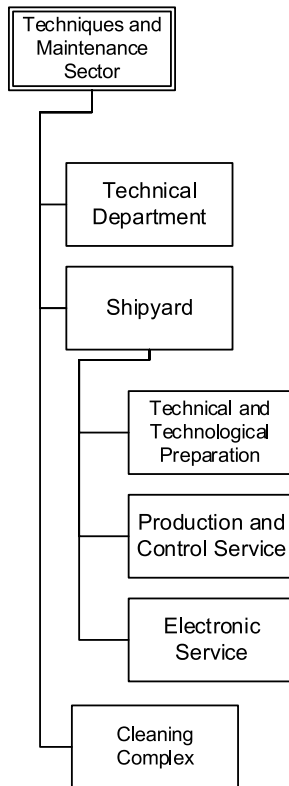 Techniques and
Maintenance
Sector
Technical
Department
Shipyard
Technical and
Technological
Preparation
Production and
Control Service
Electronic
Service
Cleaning
Complex